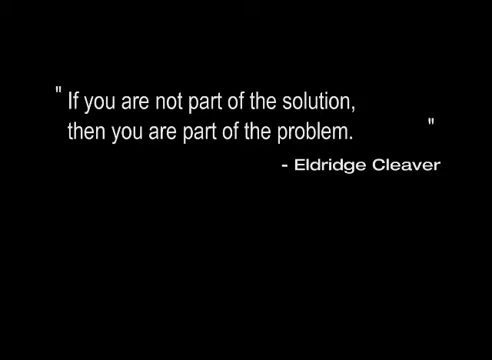 " If you are not part of the solution,
then you are part of the problem. "
- Eldridge Cleaver